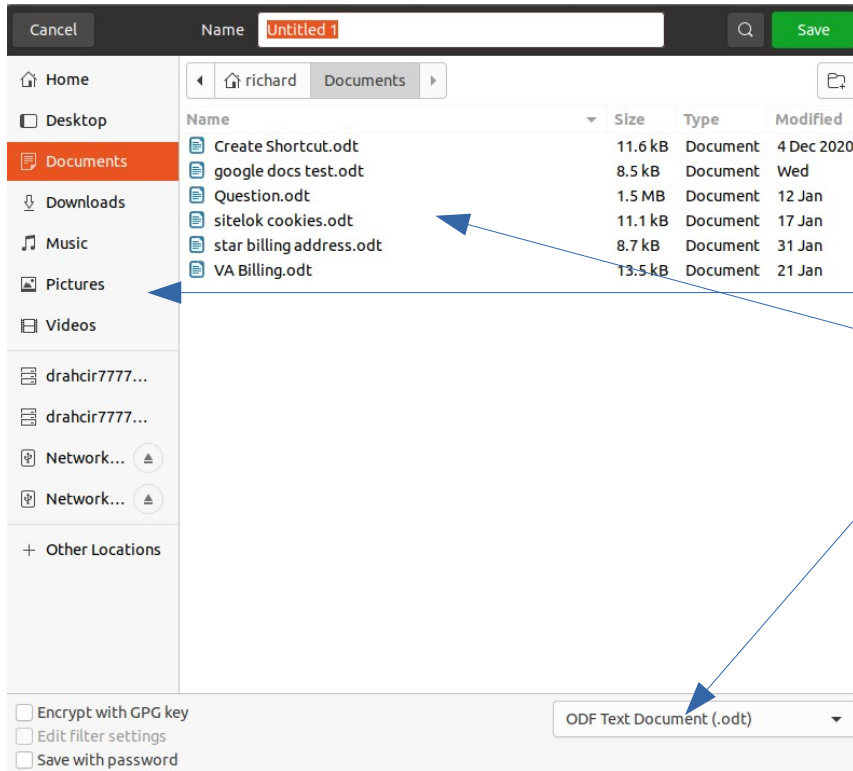 Cancel Name Untitled 1 Save
Home richard Documents
Desktop Name Size Type Modified
Documents Create Shortcut.odt 11.6 kB Document 4 Dec 2020
google docs test.odt 8.5 kB Document Wed
Downloads Question.odt 1.5 MB Document 12 Jan
sitelok cookies.odt 11.1 kB Document 17 Jan
Music star billing address.odt 8.7 kB Document 31 Jan
VA Billing.odt 13.5 kB Document 21 Jan
Pictures
Videos
drahcir7777...
drahcir7777...
Network...
Network...
+ Other Locations
Encrypt with GPG key ODF Text Document (.odt)
Edit filter settings
Save with password